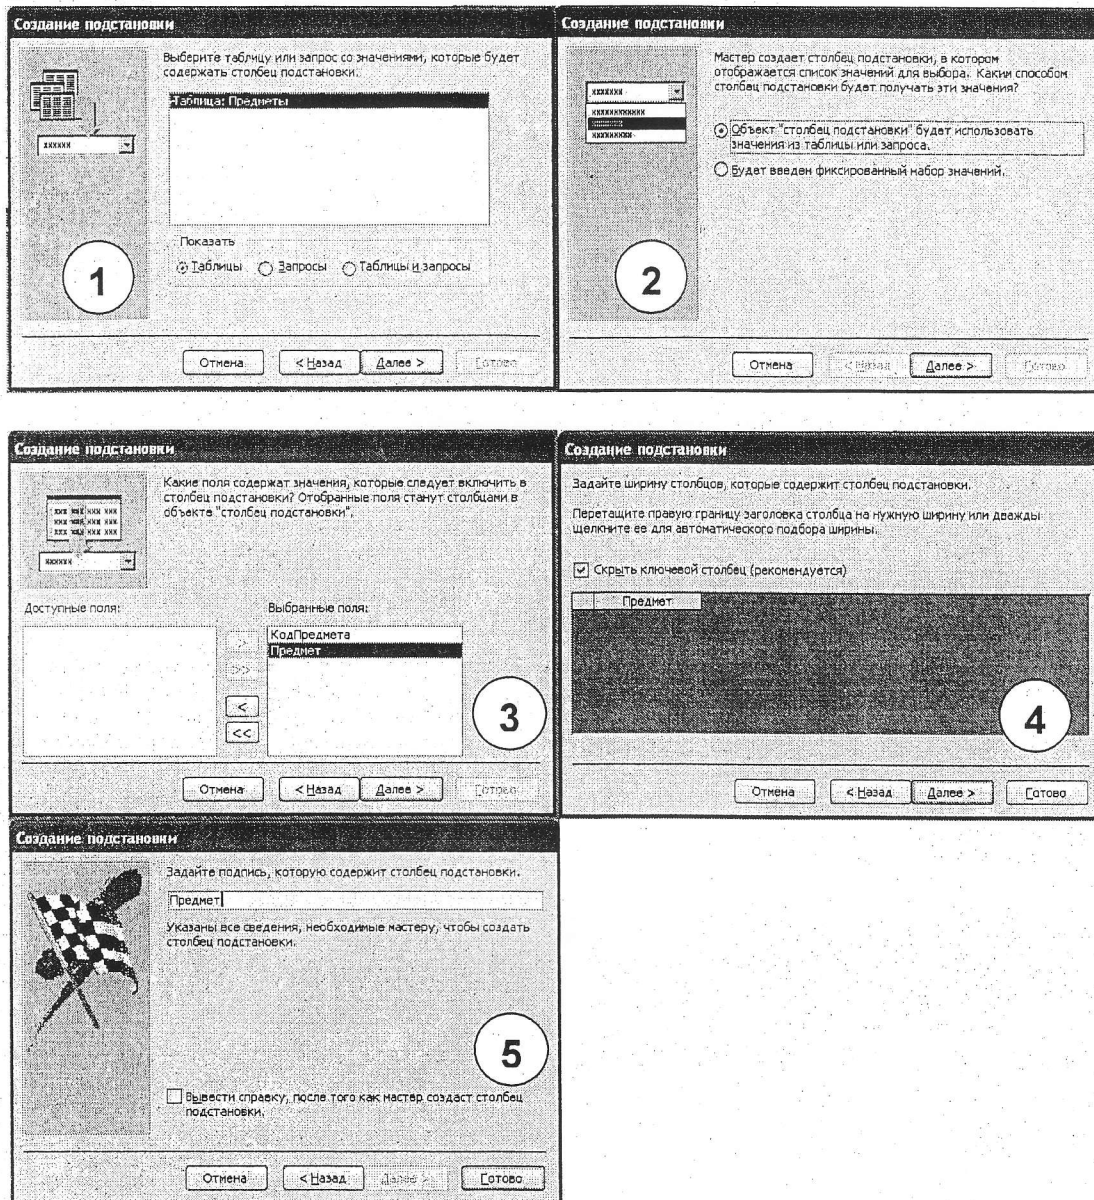 Создание подстановки
Выберите таблицу или запрос со значениями, которые будет
содержать столбец подстановки.
Таблица: Предметы
Показать
Таблицы Запросы Таблицы и запросы
1
Отмена < Назад Далее > Готово
Создание подстановки
Мастер создает столбец подстановки, в котором
отображается список значений для выбора. Каким способом
столбец подстановки будет получать эти значения?
Объект "столбец подстановки" будет использовать
значения из таблицы или запроса.
Будет введен фиксированный набор значений.
2
Отмена < Назад Далее > Готово
Создание подстановки
Какие поля содержат значения, которые следует включить в
столбец подстановки? Отобранные поля станут столбцами в
объекте "столбец подстановки".
Доступные поля: Выбранные поля:
КодПредмета
Предмет
>
>>
<
<<
3
Отмена < Назад Далее > Готово
Создание подстановки
Задайте ширину столбцов, которые содержит столбец подстановки.
Перетащите правую границу заголовка столбца на нужную ширину или дважды
щелкните ее для автоматического подбора ширины.
Скрыть ключевой столбец (рекомендуется)
Предмет
4
Отмена < Назад Далее > Готово
Создание подстановки
Задайте подпись, которую содержит столбец подстановки.
Предмет
Указаны все сведения, необходимые мастеру, чтобы создать
столбец подстановки.
5
Вывести справку, после того как мастер создаст столбец
подстановки.
Отмена < Назад Далее > Готово